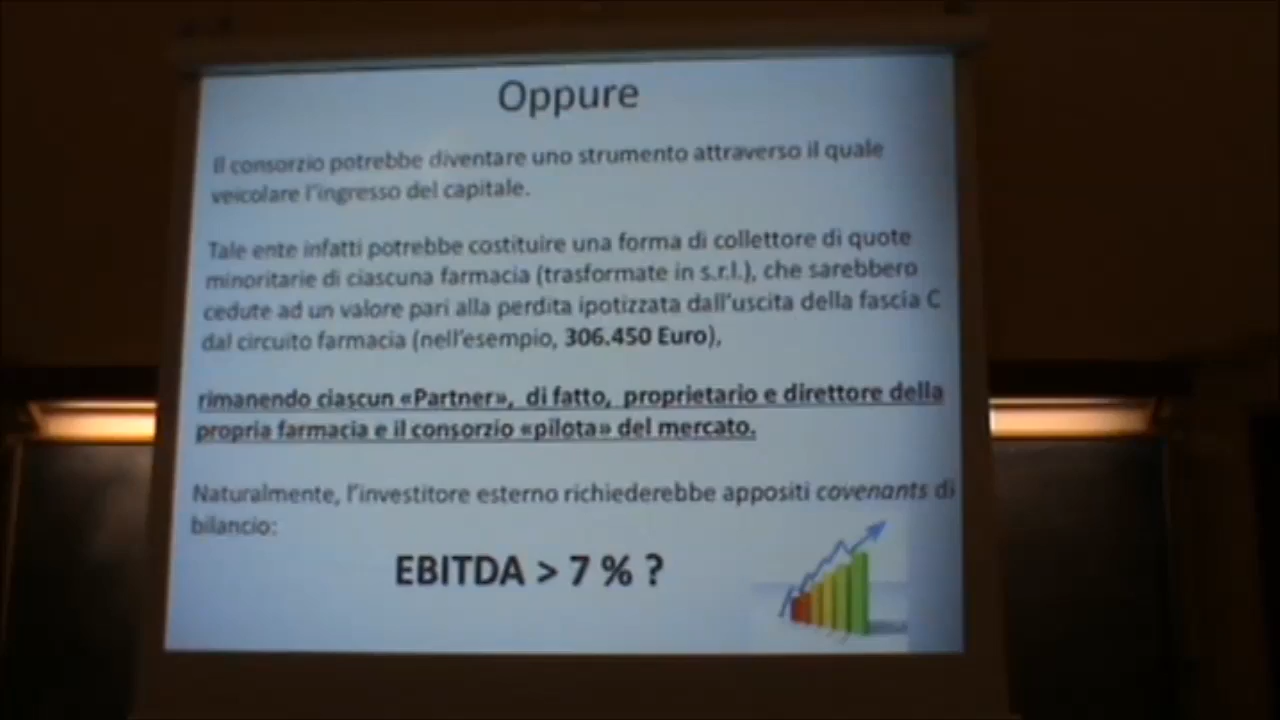 Oppure
Il consorzio potrebbe diventare uno strumento attraverso il quale
veicolare l'ingresso del capitale.
Tale ente infatti potrebbe costituire una forma di collettore di quote
minoritarie di ciascuna farmacia (trasformate in s.r.l.), che sarebbero
cedute ad un valore pari alla perdita ipotizzata dall'uscita della fascia C
dal circuito farmacia (nell'esempio, 306.450 Euro),
rimanendo ciascun «Partner», di fatto, proprietario e direttore della
propria farmacia e il consorzio «pilota» del mercato.
Naturalmente, l'investitore esterno richiederebbe appositi covenants di
bilancio:
EBITDA > 7 % ?